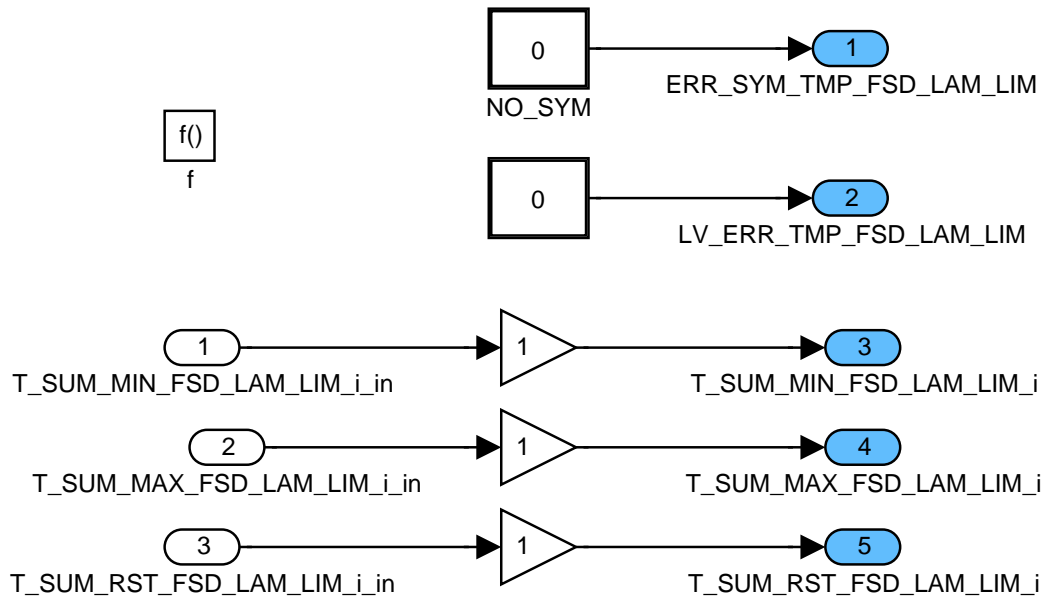 0
1
NO_SYM
ERR_SYM_TMP_FSD_LAM_LIM
f()
f
0
2
LV_ERR_TMP_FSD_LAM_LIM
1
1
3
T_SUM_MIN_FSD_LAM_LIM_i_in
T_SUM_MIN_FSD_LAM_LIM_i
2
1
4
T_SUM_MAX_FSD_LAM_LIM_i_in
T_SUM_MAX_FSD_LAM_LIM_i
3
1
5
T_SUM_RST_FSD_LAM_LIM_i_in
T_SUM_RST_FSD_LAM_LIM_i